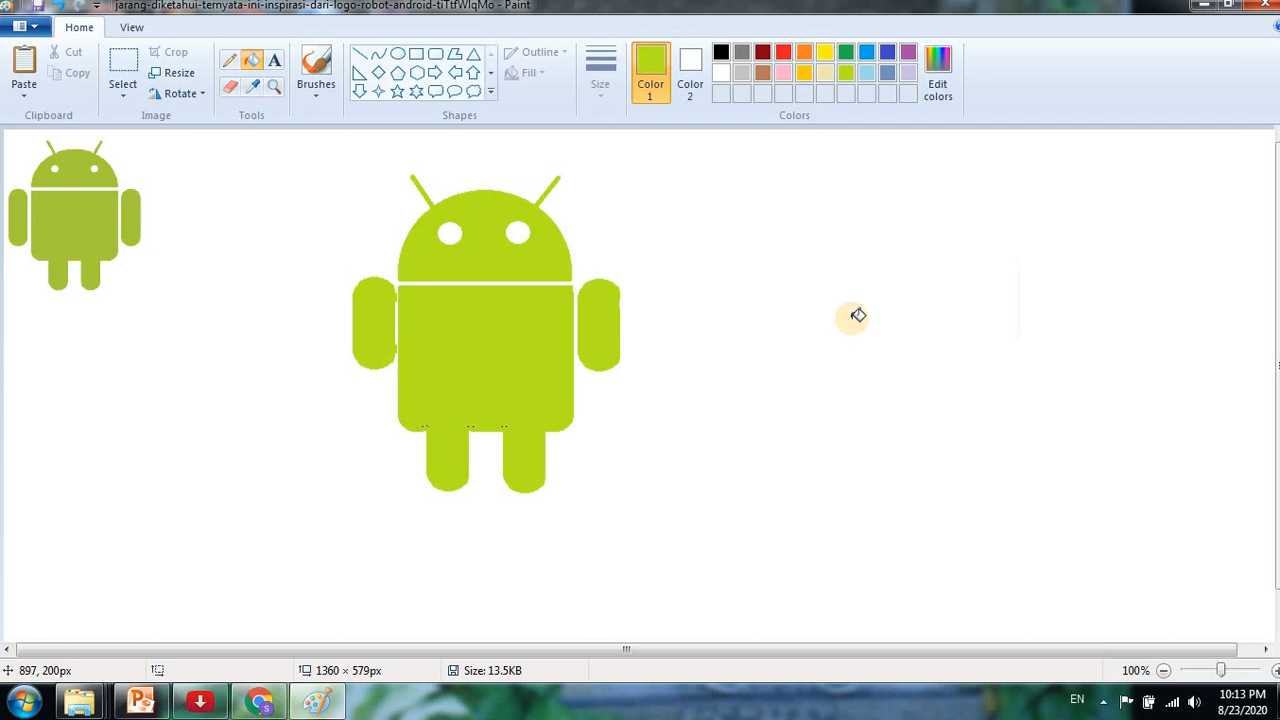 jarang-diketahui-ternyata-ini-inspirasi-dari-logo-robot-android-tiTtfWIqMo - Paint
Home View
Paste
Cut
Copy
Clipboard
Select
Crop
Resize
Rotate
Image
A
Tools
Brushes
Outline
Fill
Shapes
Size
Color
1
Color
2
Edit
colors
Colors
897, 200px
1360 × 579px
Size: 13.5KB
100%
EN
10:13 PM
8/23/2020